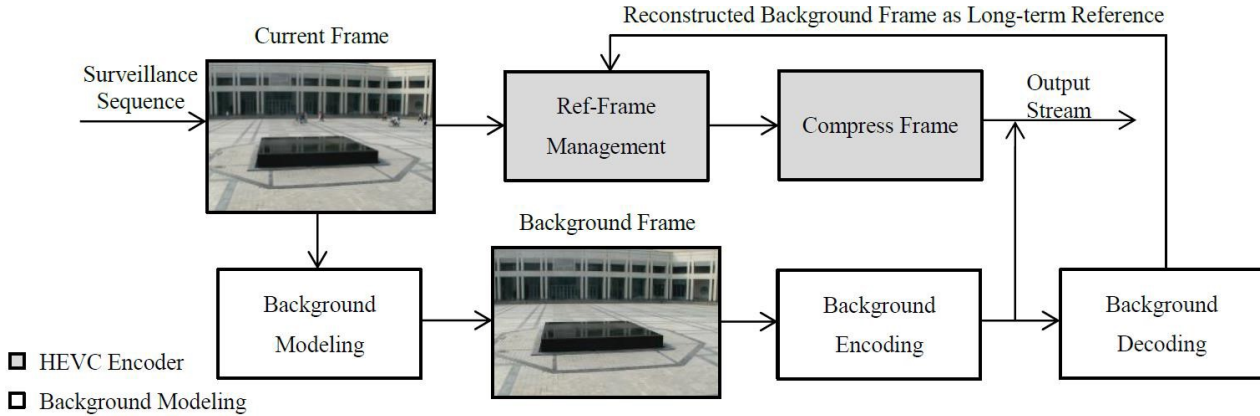 Reconstructed Background Frame as Long-term Reference
Current Frame
Surveillance
Sequence
Ref-Frame
Management
Compress Frame
Output
Stream
Background Frame
Background
Modeling
Background
Encoding
Background
Decoding
HEVC Encoder
Background Modeling